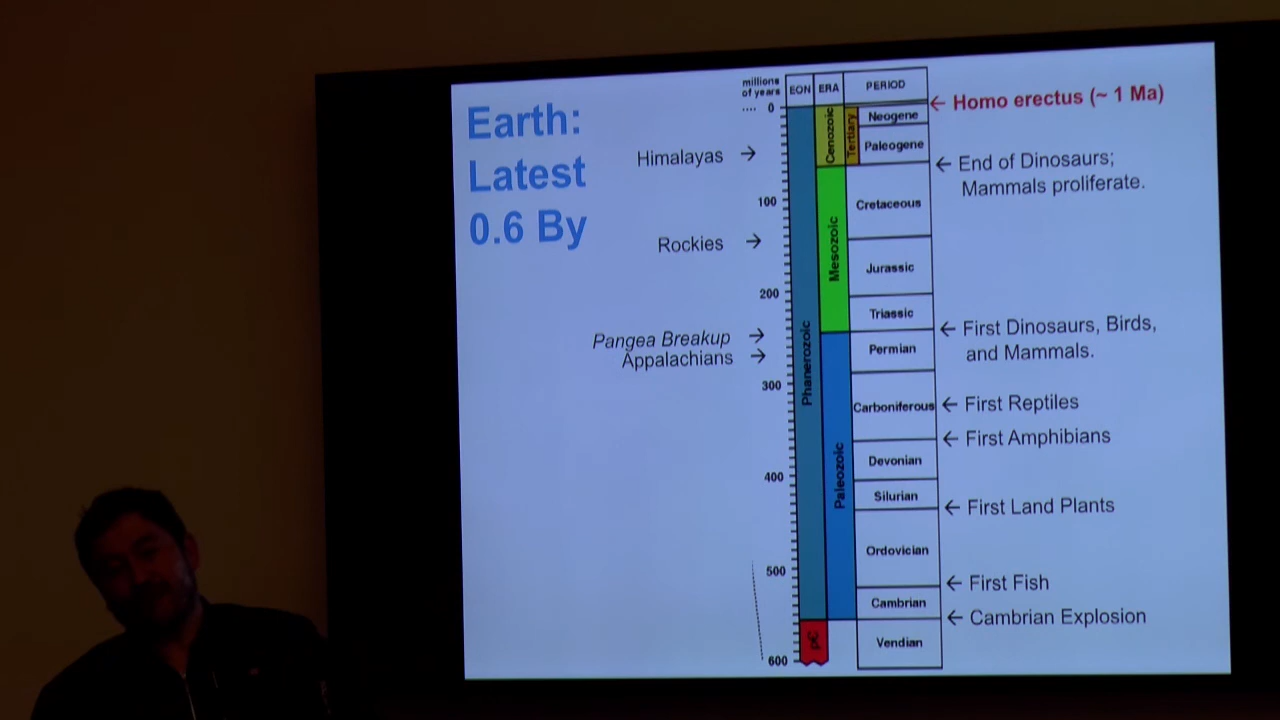 Earth:
Latest
0.6 By
millions
of years
EON
ERA
PERIOD
....
0
100
200
300
400
500
600
Himalayas →
Rockies →
Pangea Breakup →
Appalachians →
Phanerozoic
pC
Cenozoic
Mesozoic
Paleozoic
Tertiary
Neogene
Paleogene
Cretaceous
Jurassic
Triassic
Permian
Carboniferous
Devonian
Silurian
Ordovician
Cambrian
Vendian
← Homo erectus (~ 1 Ma)
← End of Dinosaurs;
Mammals proliferate.
← First Dinosaurs, Birds,
and Mammals.
← First Reptiles
← First Amphibians
← First Land Plants
← First Fish
← Cambrian Explosion